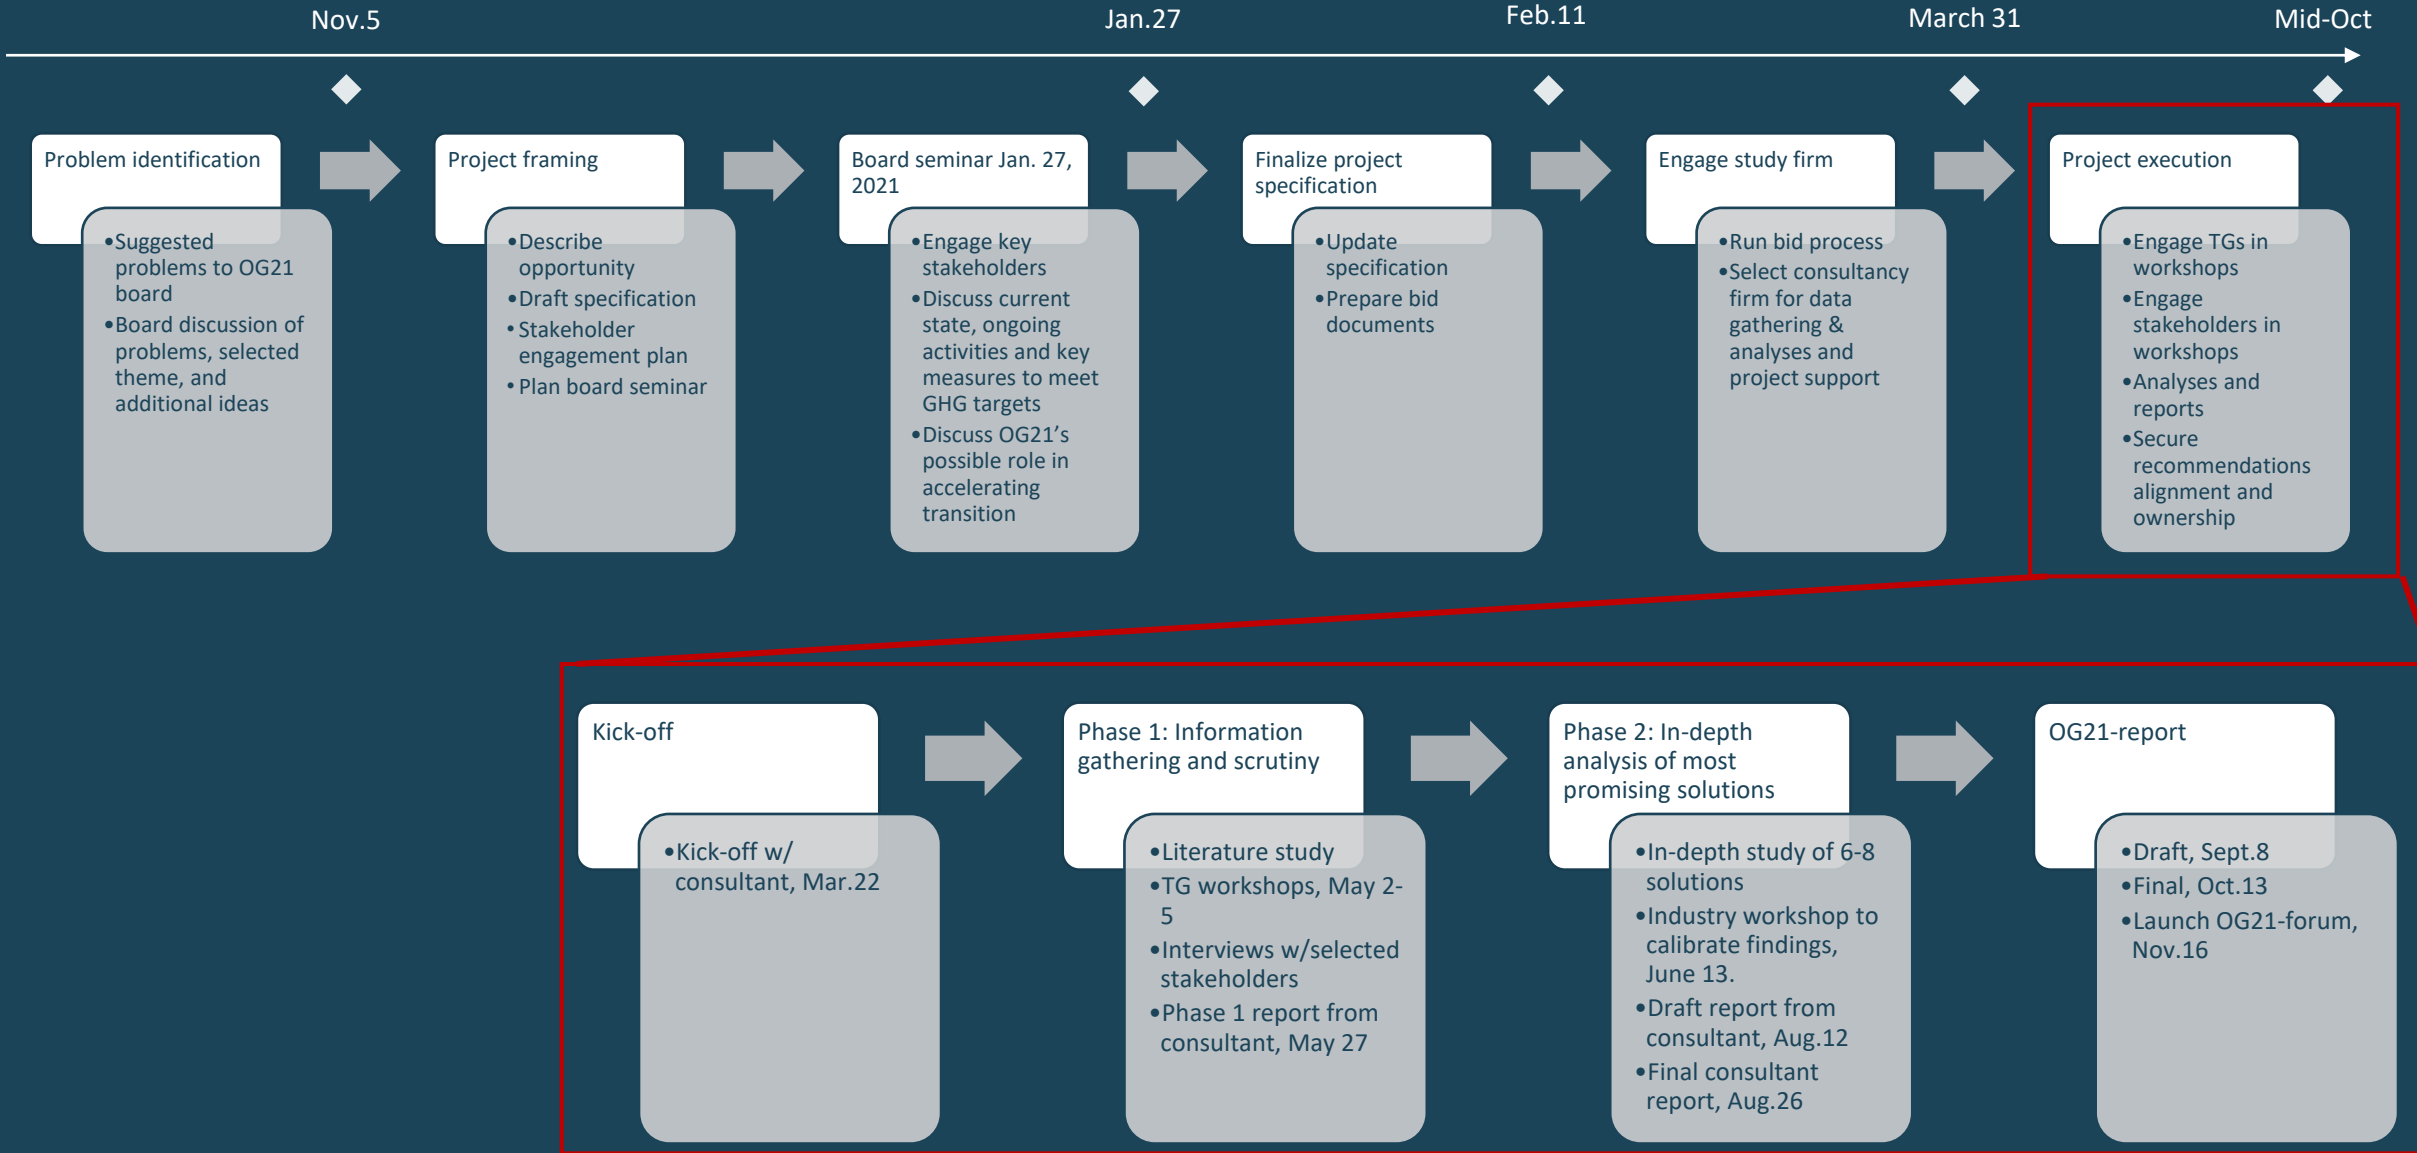 Nov.5
Jan.27
Feb.11
March 31
Mid-Oct
Problem identification
•Suggested
problems to OG21
board
•Board discussion of
problems, selected
theme, and
additional ideas
Project framing
•Describe
opportunity
•Draft specification
• Stakeholder
engagement plan
• Plan board seminar
Board seminar Jan. 27,
2021
•Engage key
stakeholders
•Discuss current
state, ongoing
activities and key
measures to meet
GHG targets
•Discuss OG21’s
possible role in
accelerating
transition
Finalize project
specification
•Update
specification
•Prepare bid
documents
Engage study firm
•Run bid process
•Select consultancy
firm for data
gathering &
analyses and
project support
Project execution
•Engage TGs in
workshops
•Engage
stakeholders in
workshops
•Analyses and
reports
•Secure
recommendations
alignment and
ownership
Kick-off
•Kick-off w/
consultant, Mar.22
Phase 1: Information
gathering and scrutiny
•Literature study
•TG workshops, May 2-
5
•Interviews w/selected
stakeholders
•Phase 1 report from
consultant, May 27
Phase 2: In-depth
analysis of most
promising solutions
•In-depth study of 6-8
solutions
•Industry workshop to
calibrate findings,
June 13.
•Draft report from
consultant, Aug.12
•Final consultant
report, Aug.26
OG21-report
•Draft, Sept.8
•Final, Oct.13
•Launch OG21-forum,
Nov.16